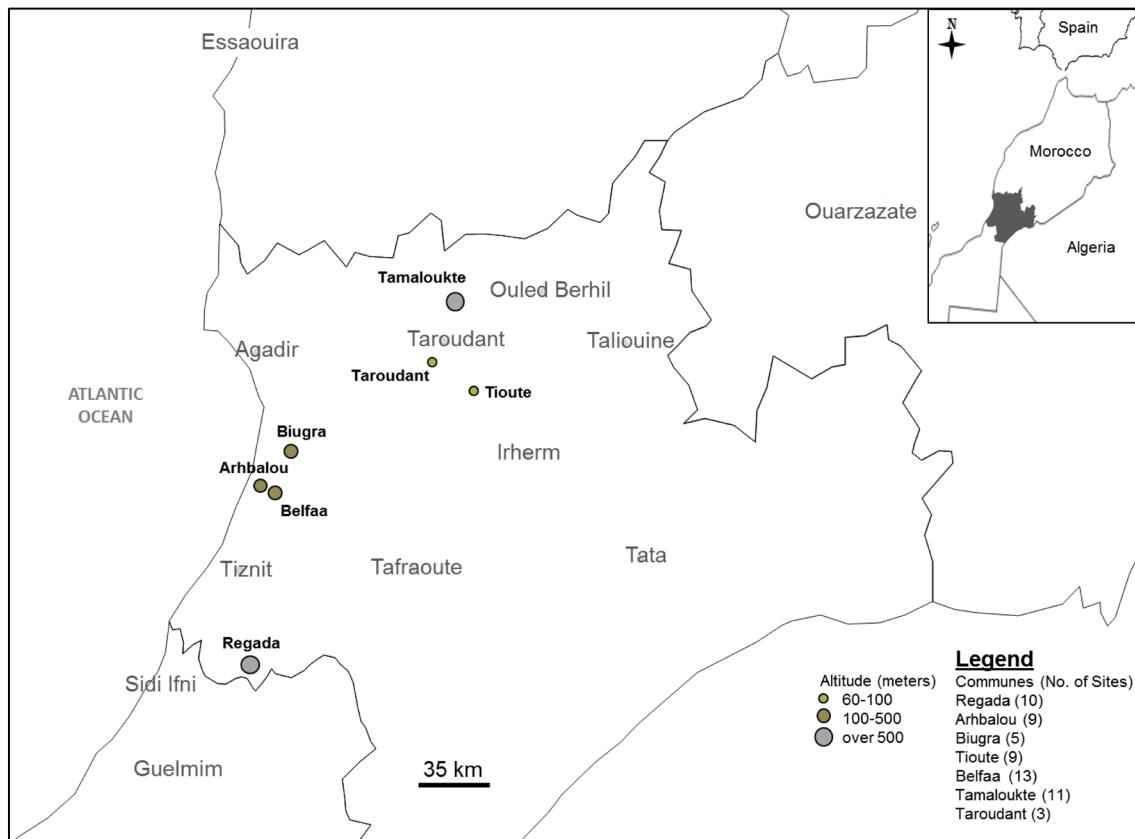 Essaouira
N
Spain
Morocco
Algeria
Ouarzazate
Tamaloukte
Ouled Berhil
Taroudant
Taliouine
Agadir
Taroudant
Tioute
ATLANTIC
OCEAN
Biugra
Irherm
Arhbalou
Belfaa
Tata
Tiznit
Tafraoute
Regada
Sidi Ifni
Guelmim
35 km
Altitude (meters)
60-100
100-500
over 500
Legend
Communes (No. of Sites)
Regada (10)
Arhbalou (9)
Biugra (5)
Tioute (9)
Belfaa (13)
Tamaloukte (11)
Taroudant (3)